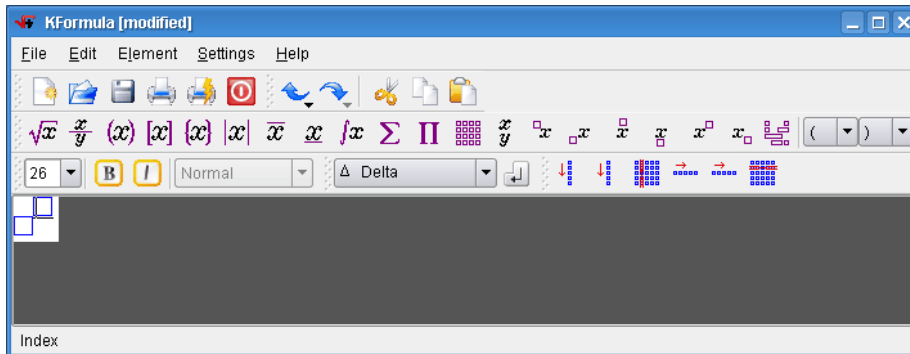 KFormula [modified]
File Edit Element Settings Help
√x x/y (x) [x] {x} |x| x x ∫x Σ Π x/y x x x x x x ( )
26 B I Normal Δ Delta
Index